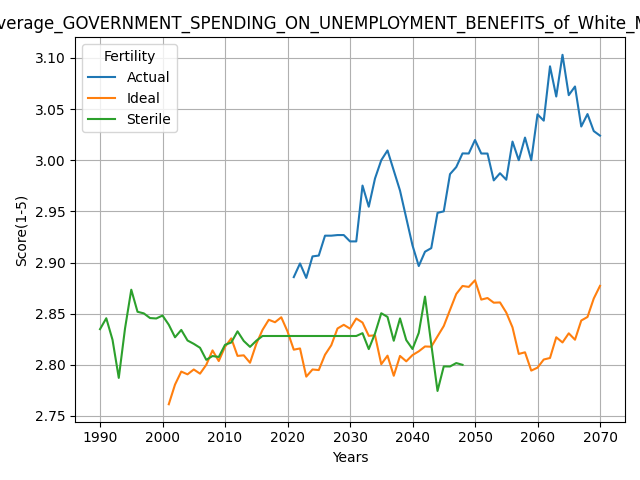 verage_GOVERNMENT_SPENDING_ON_UNEMPLOYMENT_BENEFITS_of_White_M
Fertility
Actual
Ideal
Sterile
Score(1-5)
3.10
3.05
3.00
2.95
2.90
2.85
2.80
2.75
1990 2000 2010 2020 2030 2040 2050 2060 2070
Years